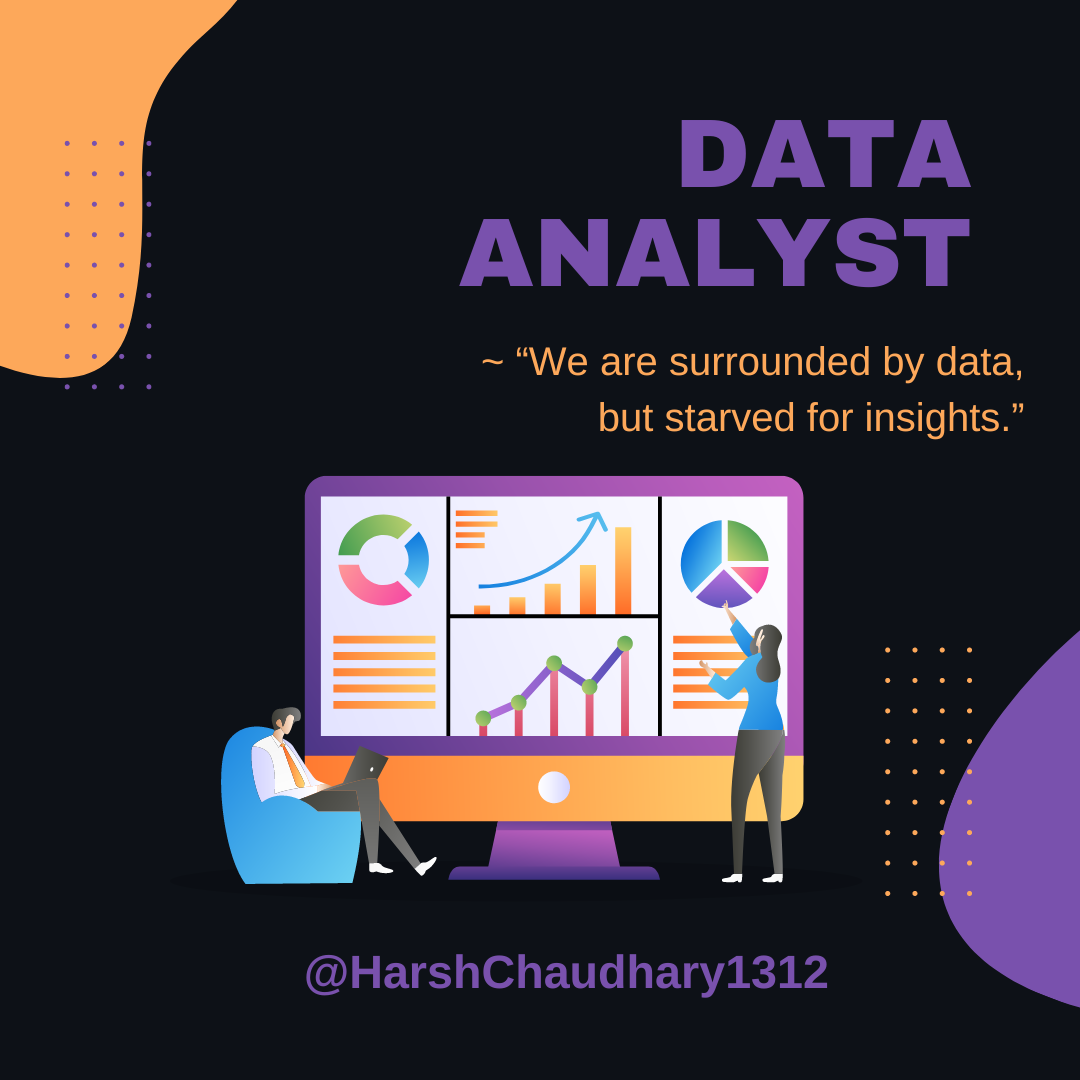 DATA
ANALYST
~ “We are surrounded by data,
but starved for insights.”
@HarshChaudhary1312